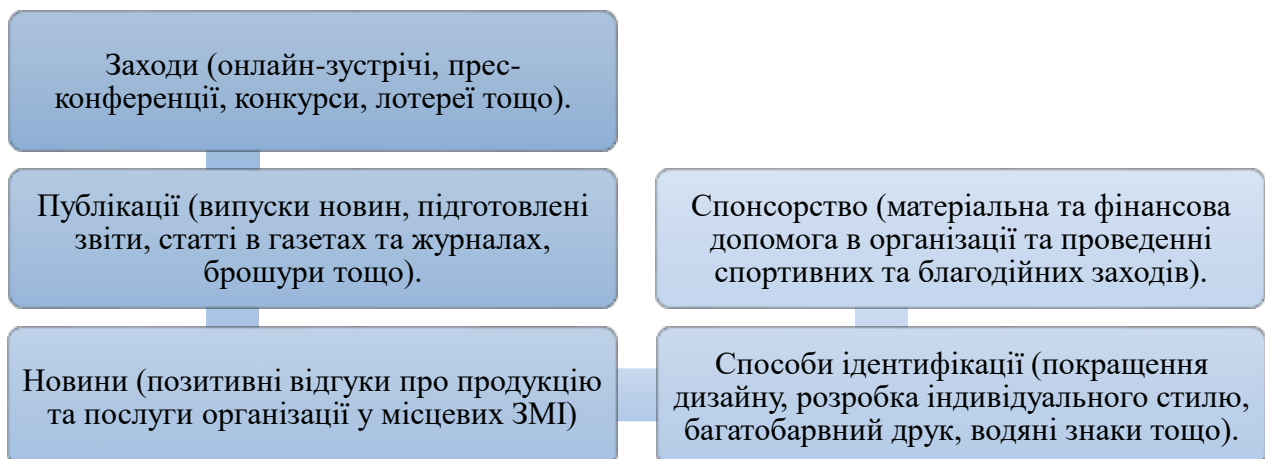 Заходи (онлайн-зустрічі, прес-
конференції, конкурси, лотереї тощо).
Публікації (випуски новин, підготовлені
звіти, статті в газетах та журналах,
брошури тощо).
Новини (позитивні відгуки про продукцію
та послуги організації у місцевих ЗМІ)
Способи ідентифікації (покращення
дизайну, розробка індивідуального стилю,
багатобарвний друк, водяні знаки тощо).
Спонсорство (матеріальна та фінансова
допомога в організації та проведенні
спортивних та благодійних заходів).